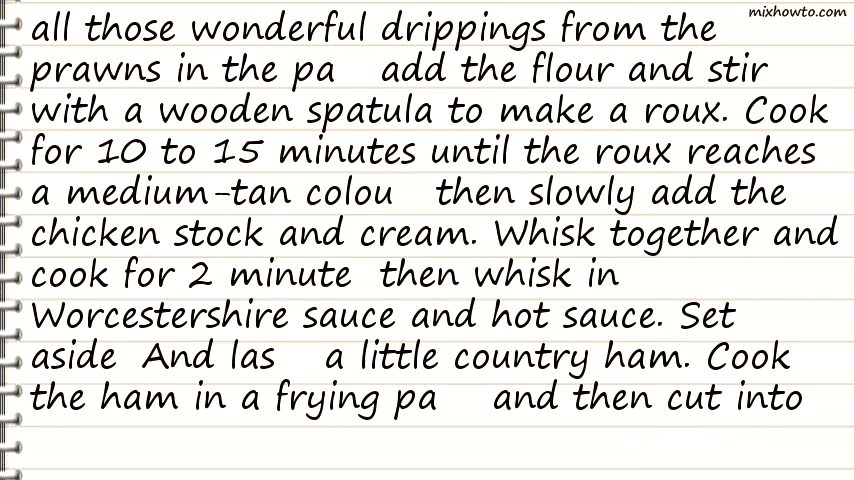 mixhowto.com
all those wonderful drippings from the
prawns in the pa add the flour and stir
with a wooden spatula to make a roux. Cook
for 10 to 15 minutes until the roux reaches
a medium-tan colou then slowly add the
chicken stock and cream. Whisk together and
cook for 2 minute then whisk in
Worcestershire sauce and hot sauce. Set
aside And las a little country ham. Cook
the ham in a frying pa and then cut into